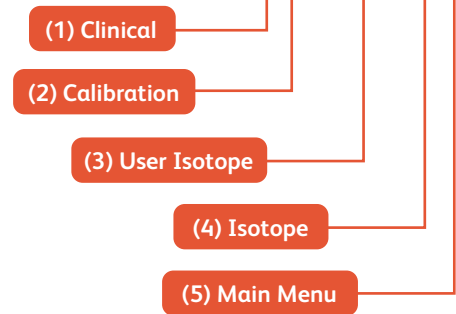 (1) Clinical
(2) Calibration
(3) User Isotope
(4) Isotope
(5) Main Menu